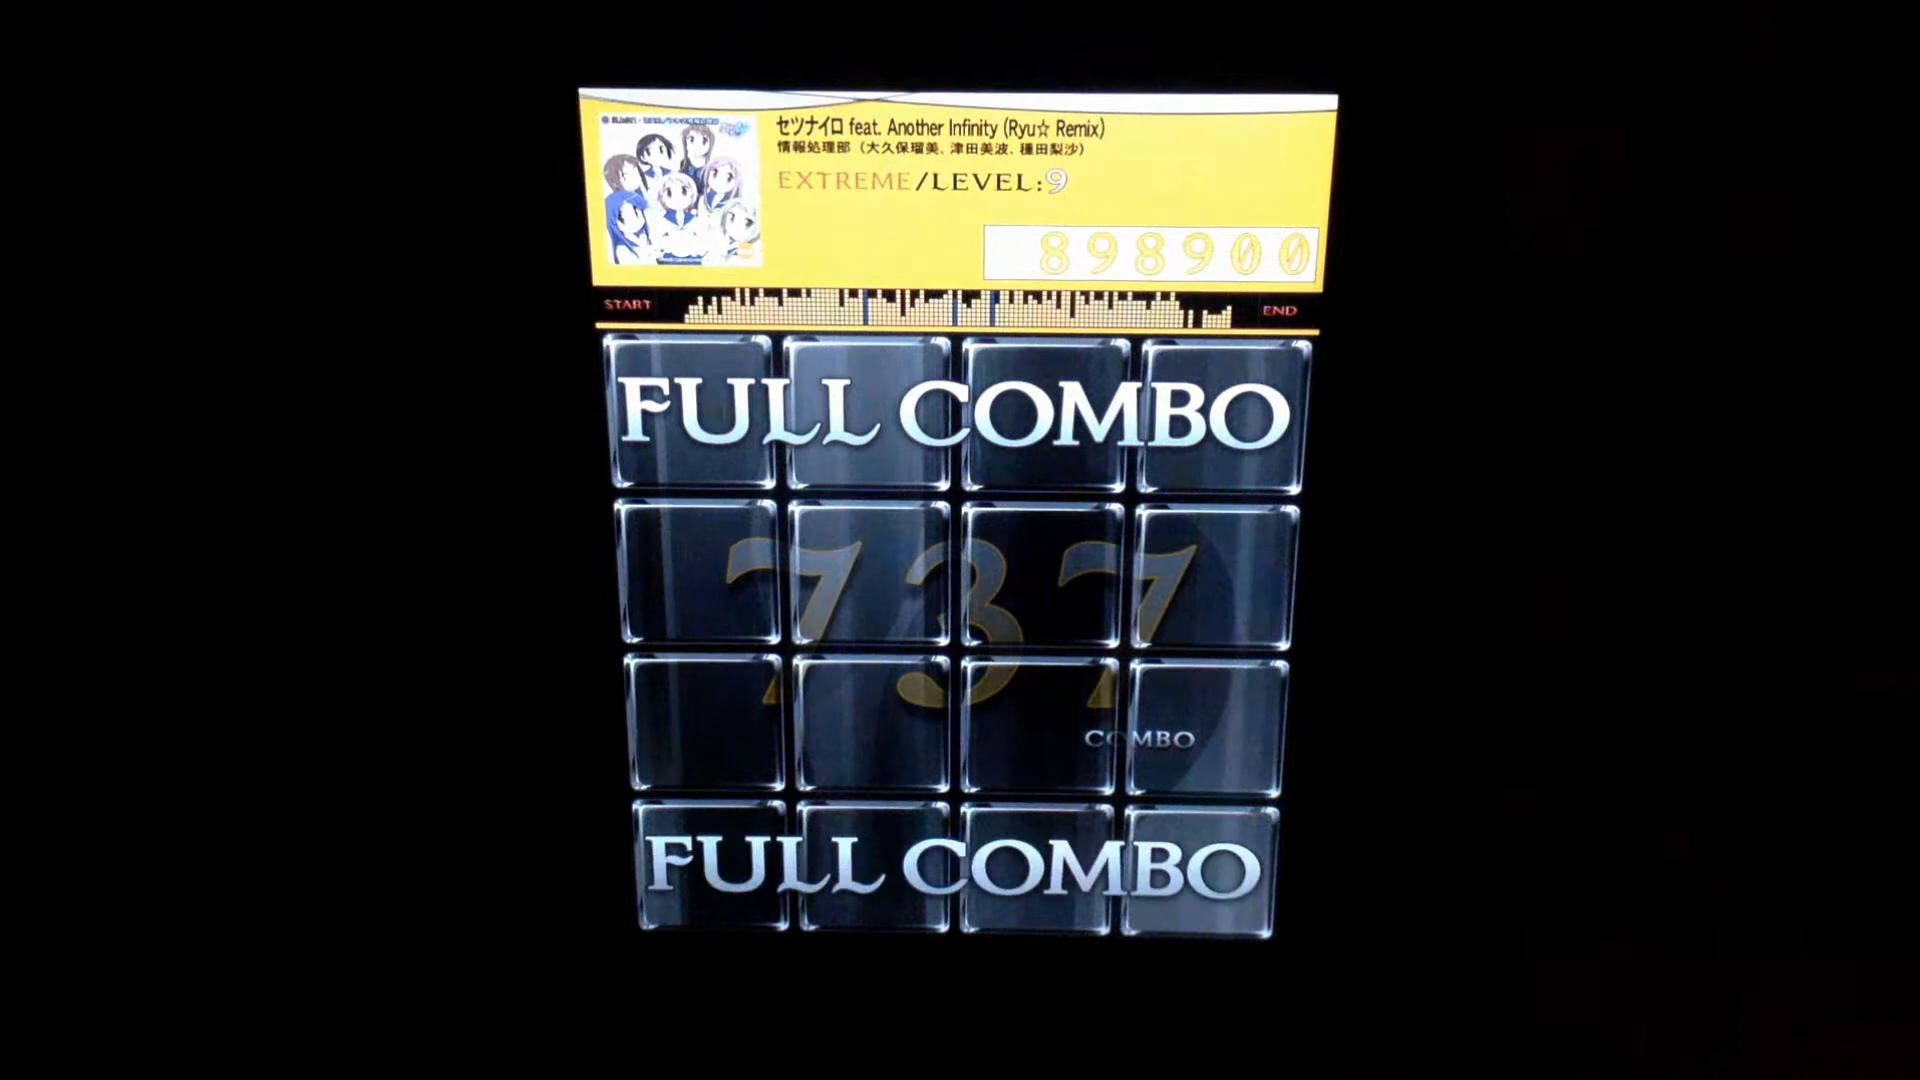 セツナイロ feat. Another Infinity (Ryu☆ Remix)
情報処理部（大久保瑠美、津田美波、種田梨沙）
EXTREME/LEVEL:9
898900
START
END
FULL COMBO
737
COMBO
FULL COMBO